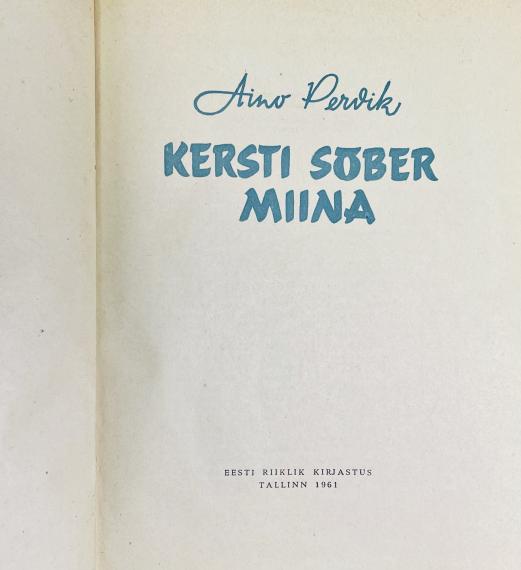 Aino Pervik
KERSTI SÕBER
MIINA
EESTI RIIKLIK KIRJASTUS
TALLINN 1961